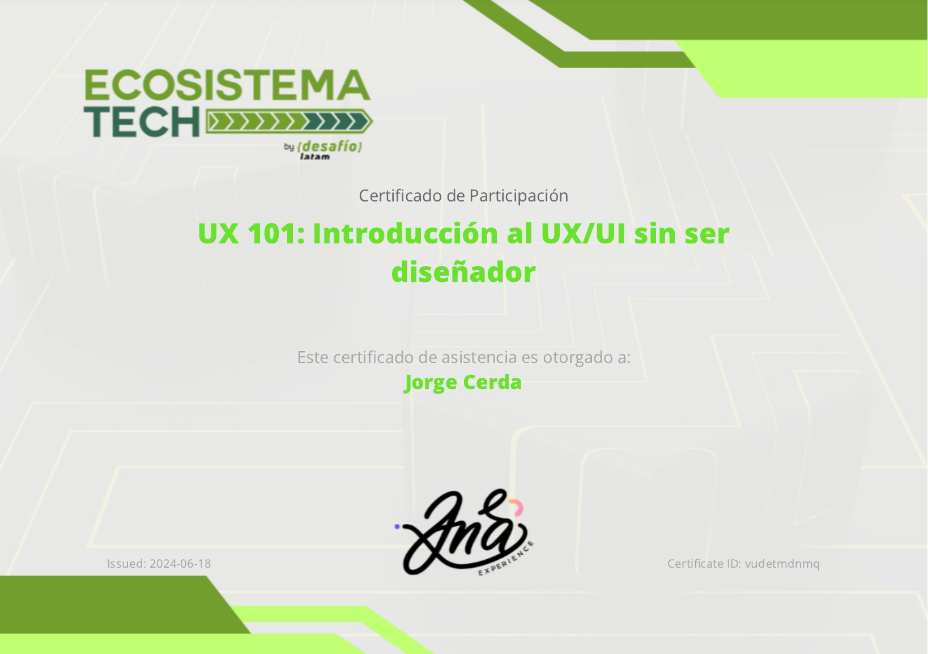 ECOSISTEMA
TECH
by {desafío}
latam
Certificado de Participación
UX 101: Introducción al UX/UI sin ser
diseñador
Este certificado de asistencia es otorgado a:
Jorge Cerda
Ana
EXPERIENCE
Issued: 2024-06-18
Certificate ID: vudetmdnmq